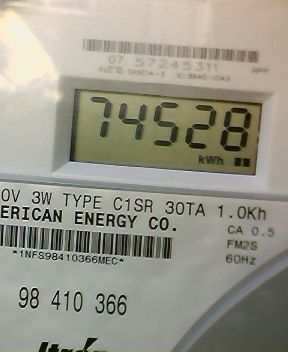 07 57245311
74528
kWh
0V 3W TYPE C1SR 30TA 1.0Kh
ERICAN ENERGY CO.
CA 0.5
FM2S
*1NFS98410366MEC*
60Hz
98 410 366
Itron